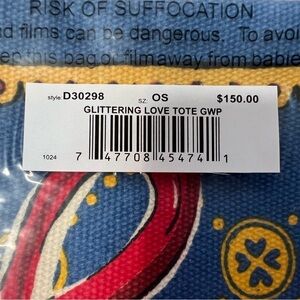 RISK OF SUFFOCATION
d films can be dangerous. To avoi
this bag or film away from babie
style: D30298 SZ: OS $150.00
GLITTERING LOVE TOTE GWP
1024 7 47708 45474 1